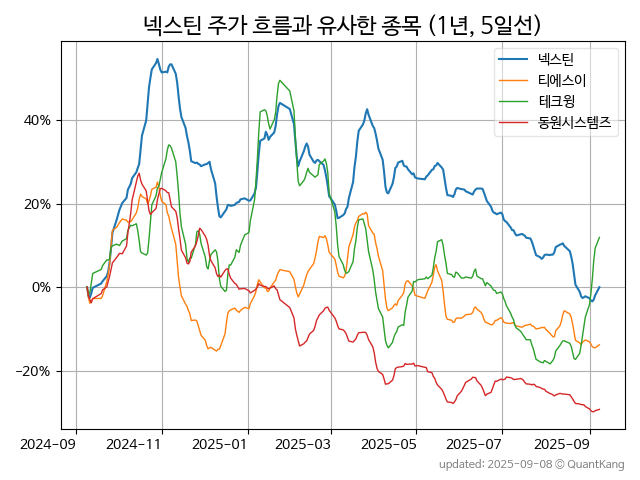 넥스틴 주가 흐름과 유사한 종목 (1년, 5일선)
넥스틴
티에스이
테크윙
동원시스템즈
40%
20%
0%
−20%
2024-09
2024-11
2025-01
2025-03
2025-05
2025-07
2025-09
updated: 2025-09-08 © QuantKang